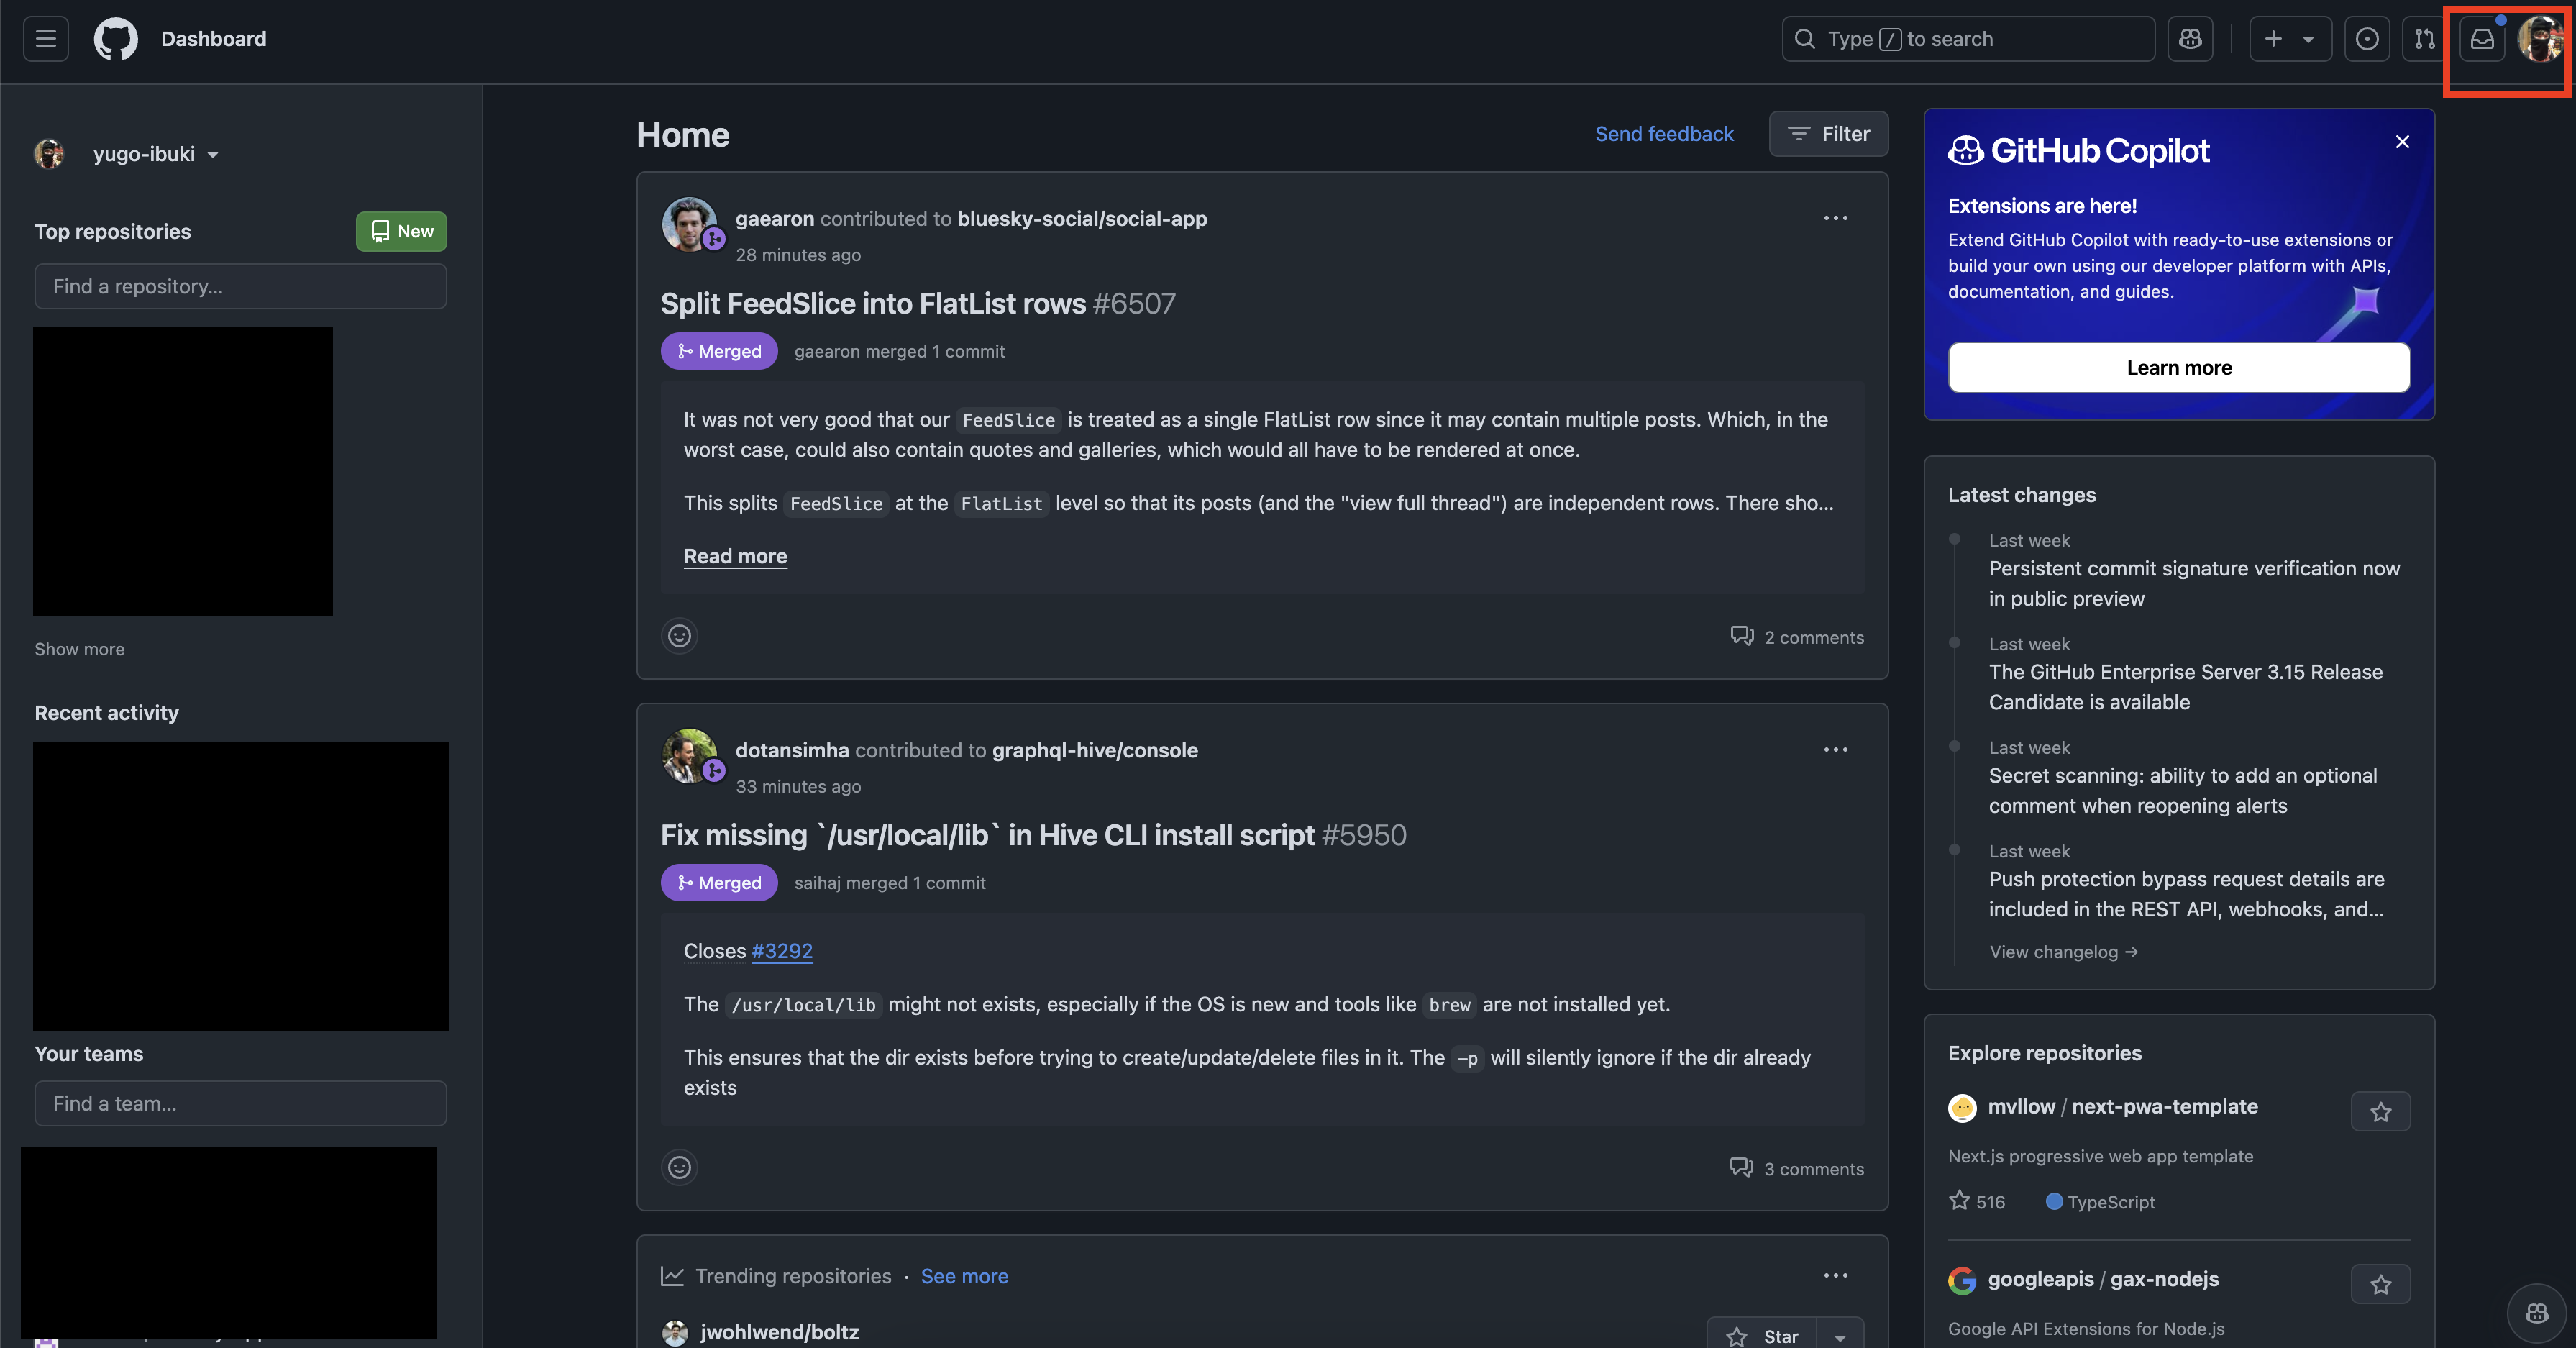 Dashboard
Type / to search
yugo-ibuki
Top repositories
New
Find a repository...
Show more
Recent activity
Your teams
Find a team...
Home
Send feedback
Filter
gaearon contributed to bluesky-social/social-app
28 minutes ago
Split FeedSlice into FlatList rows #6507
Merged gaearon merged 1 commit
It was not very good that our FeedSlice is treated as a single FlatList row since it may contain multiple posts. Which, in the
worst case, could also contain quotes and galleries, which would all have to be rendered at once.
This splits FeedSlice at the FlatList level so that its posts (and the "view full thread") are independent rows. There sho...
Read more
2 comments
dotansimha contributed to graphql-hive/console
33 minutes ago
Fix missing `/usr/local/lib` in Hive CLI install script #5950
Merged saihaj merged 1 commit
Closes #3292
The /usr/local/lib might not exists, especially if the OS is new and tools like brew are not installed yet.
This ensures that the dir exists before trying to create/update/delete files in it. The -p will silently ignore if the dir already
exists
3 comments
Trending repositories · See more
jwohlwend/boltz
Star
GitHub Copilot
Extensions are here!
Extend GitHub Copilot with ready-to-use extensions or
build your own using our developer platform with APIs,
documentation, and guides.
Learn more
Latest changes
Last week
Persistent commit signature verification now
in public preview
Last week
The GitHub Enterprise Server 3.15 Release
Candidate is available
Last week
Secret scanning: ability to add an optional
comment when reopening alerts
Last week
Push protection bypass request details are
included in the REST API, webhooks, and...
View changelog →
Explore repositories
mvllow / next-pwa-template
Next.js progressive web app template
516 TypeScript
googleapis / gax-nodejs
Google API Extensions for Node.js